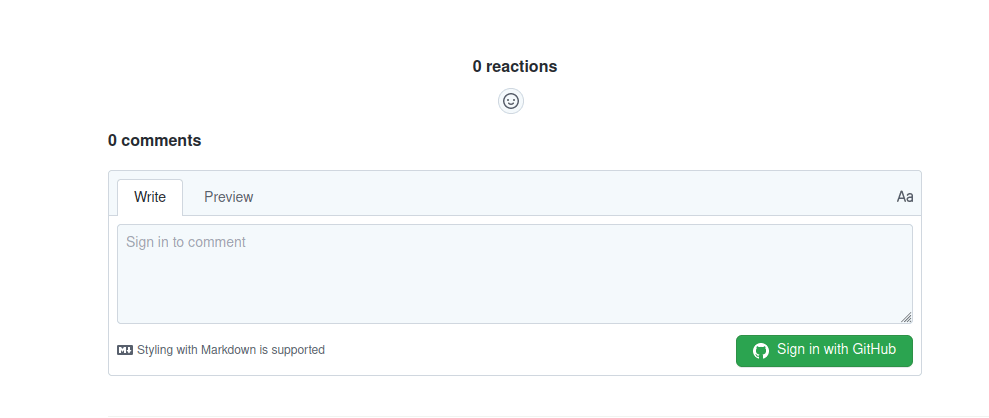 0 reactions
0 comments
Write Preview Aa
Sign in to comment
Styling with Markdown is supported Sign in with GitHub